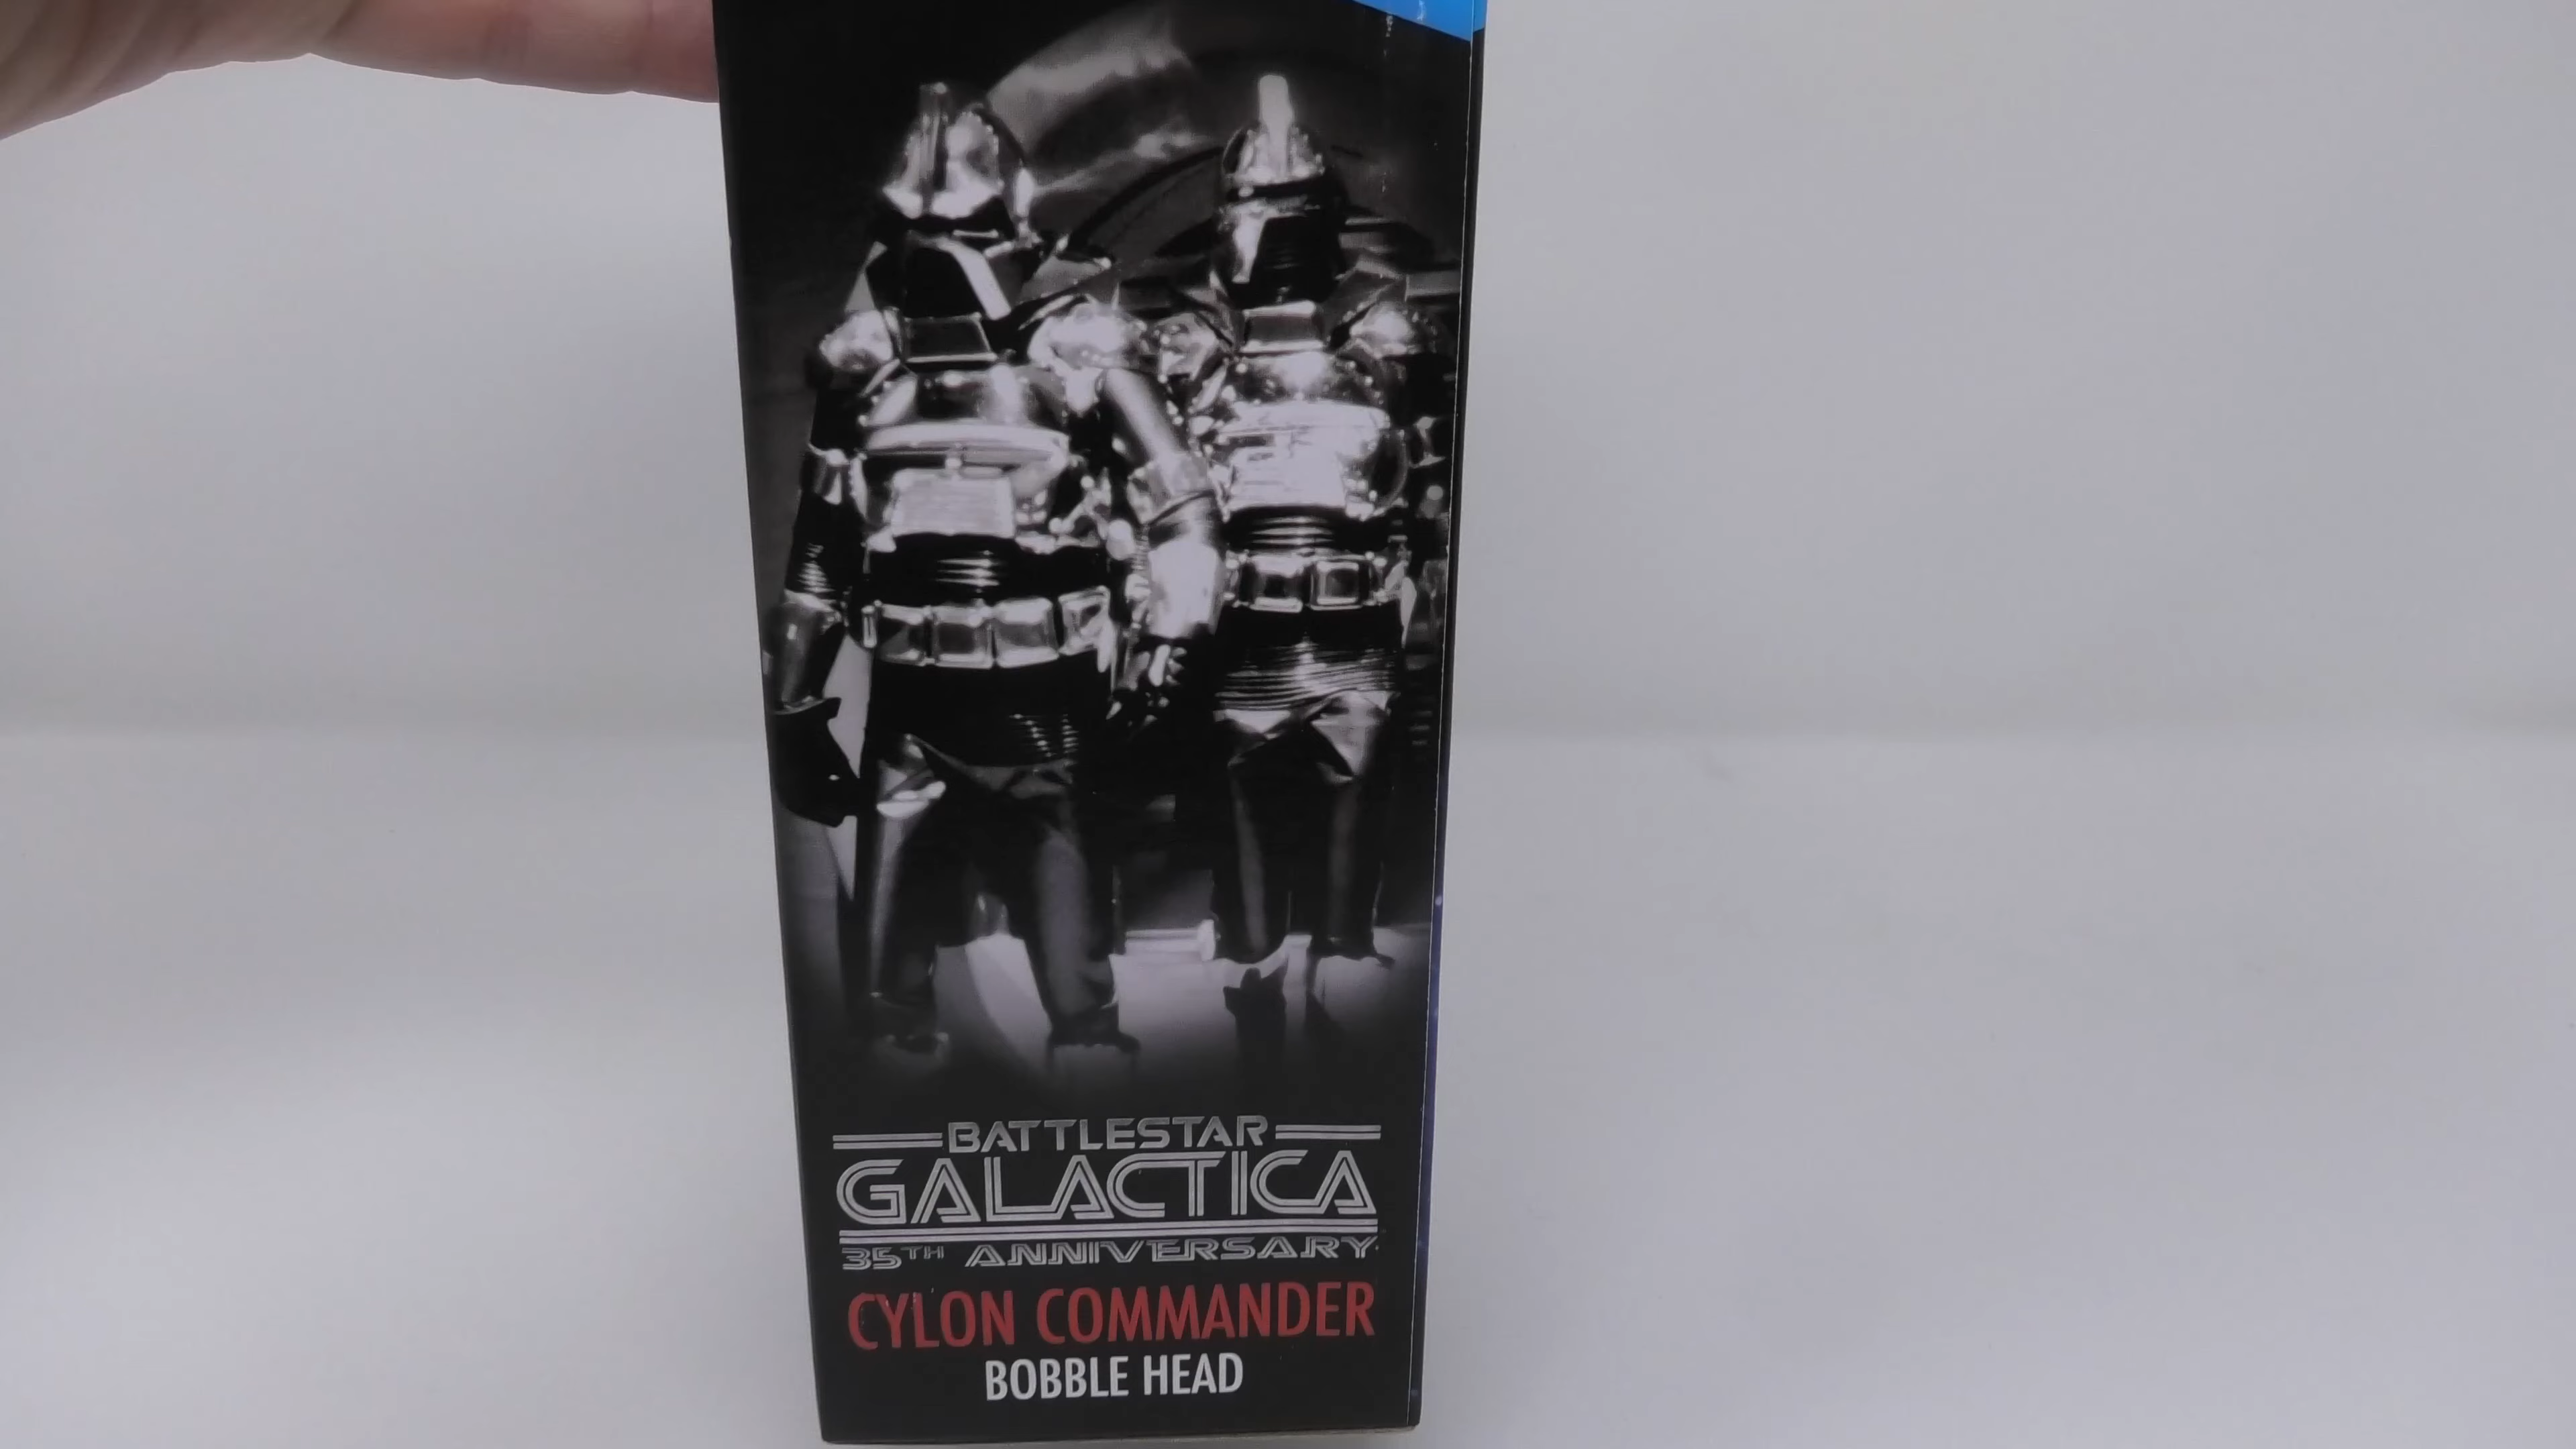 BATTLESTAR
GALACTICA
35TH ANNIVERSARY
CYLON COMMANDER
BOBBLE HEAD